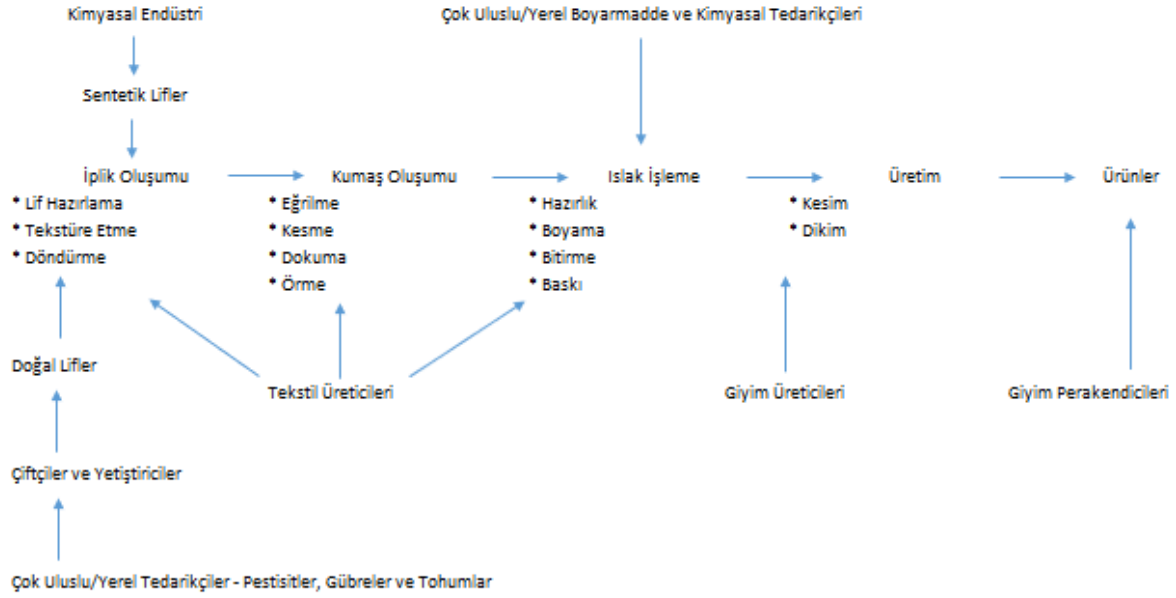 Kimyasal Endüstri
Çok Uluslu/Yerel Boyarmadde ve Kimyasal Tedarikçileri
Sentetik Lifler
İplik Oluşumu
Kumaş Oluşumu
Islak İşleme
Üretim
Ürünler
* Lif Hazırlama
* Tekstüre Etme
* Döndürme
* Eğrilme
* Kesme
* Dokuma
* Örme
* Hazırlık
* Boyama
* Bitirme
* Baskı
* Kesim
* Dikim
Doğal Lifler
Tekstil Üreticileri
Giyim Üreticileri
Giyim Perakendicileri
Çiftçiler ve Yetiştiriciler
Çok Uluslu/Yerel Tedarikçiler - Pestisitler, Gübreler ve Tohumlar